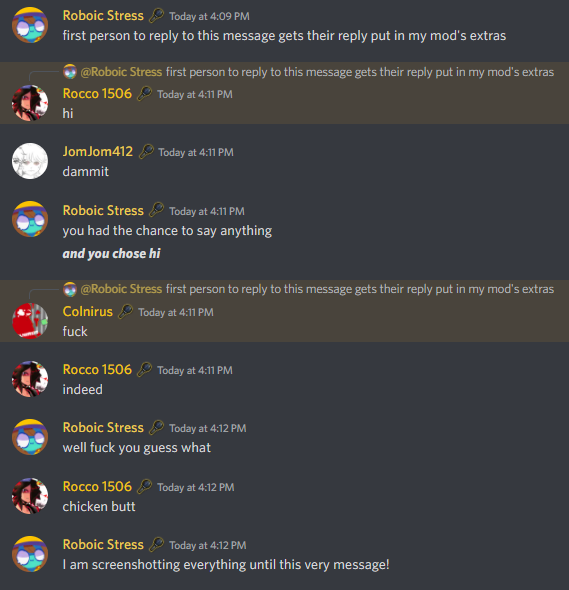 Roboic Stress Today at 4:09 PM
first person to reply to this message gets their reply put in my mod's extras
@Roboic Stress first person to reply to this message gets their reply put in my mod's extras
Rocco 1506 Today at 4:11 PM
hi
JomJom412 Today at 4:11 PM
dammit
Roboic Stress Today at 4:11 PM
you had the chance to say anything
and you chose hi
@Roboic Stress first person to reply to this message gets their reply put in my mod's extras
Colnirus Today at 4:11 PM
fuck
Rocco 1506 Today at 4:11 PM
indeed
Roboic Stress Today at 4:12 PM
well fuck you guess what
Rocco 1506 Today at 4:12 PM
chicken butt
Roboic Stress Today at 4:12 PM
I am screenshotting everything until this very message!